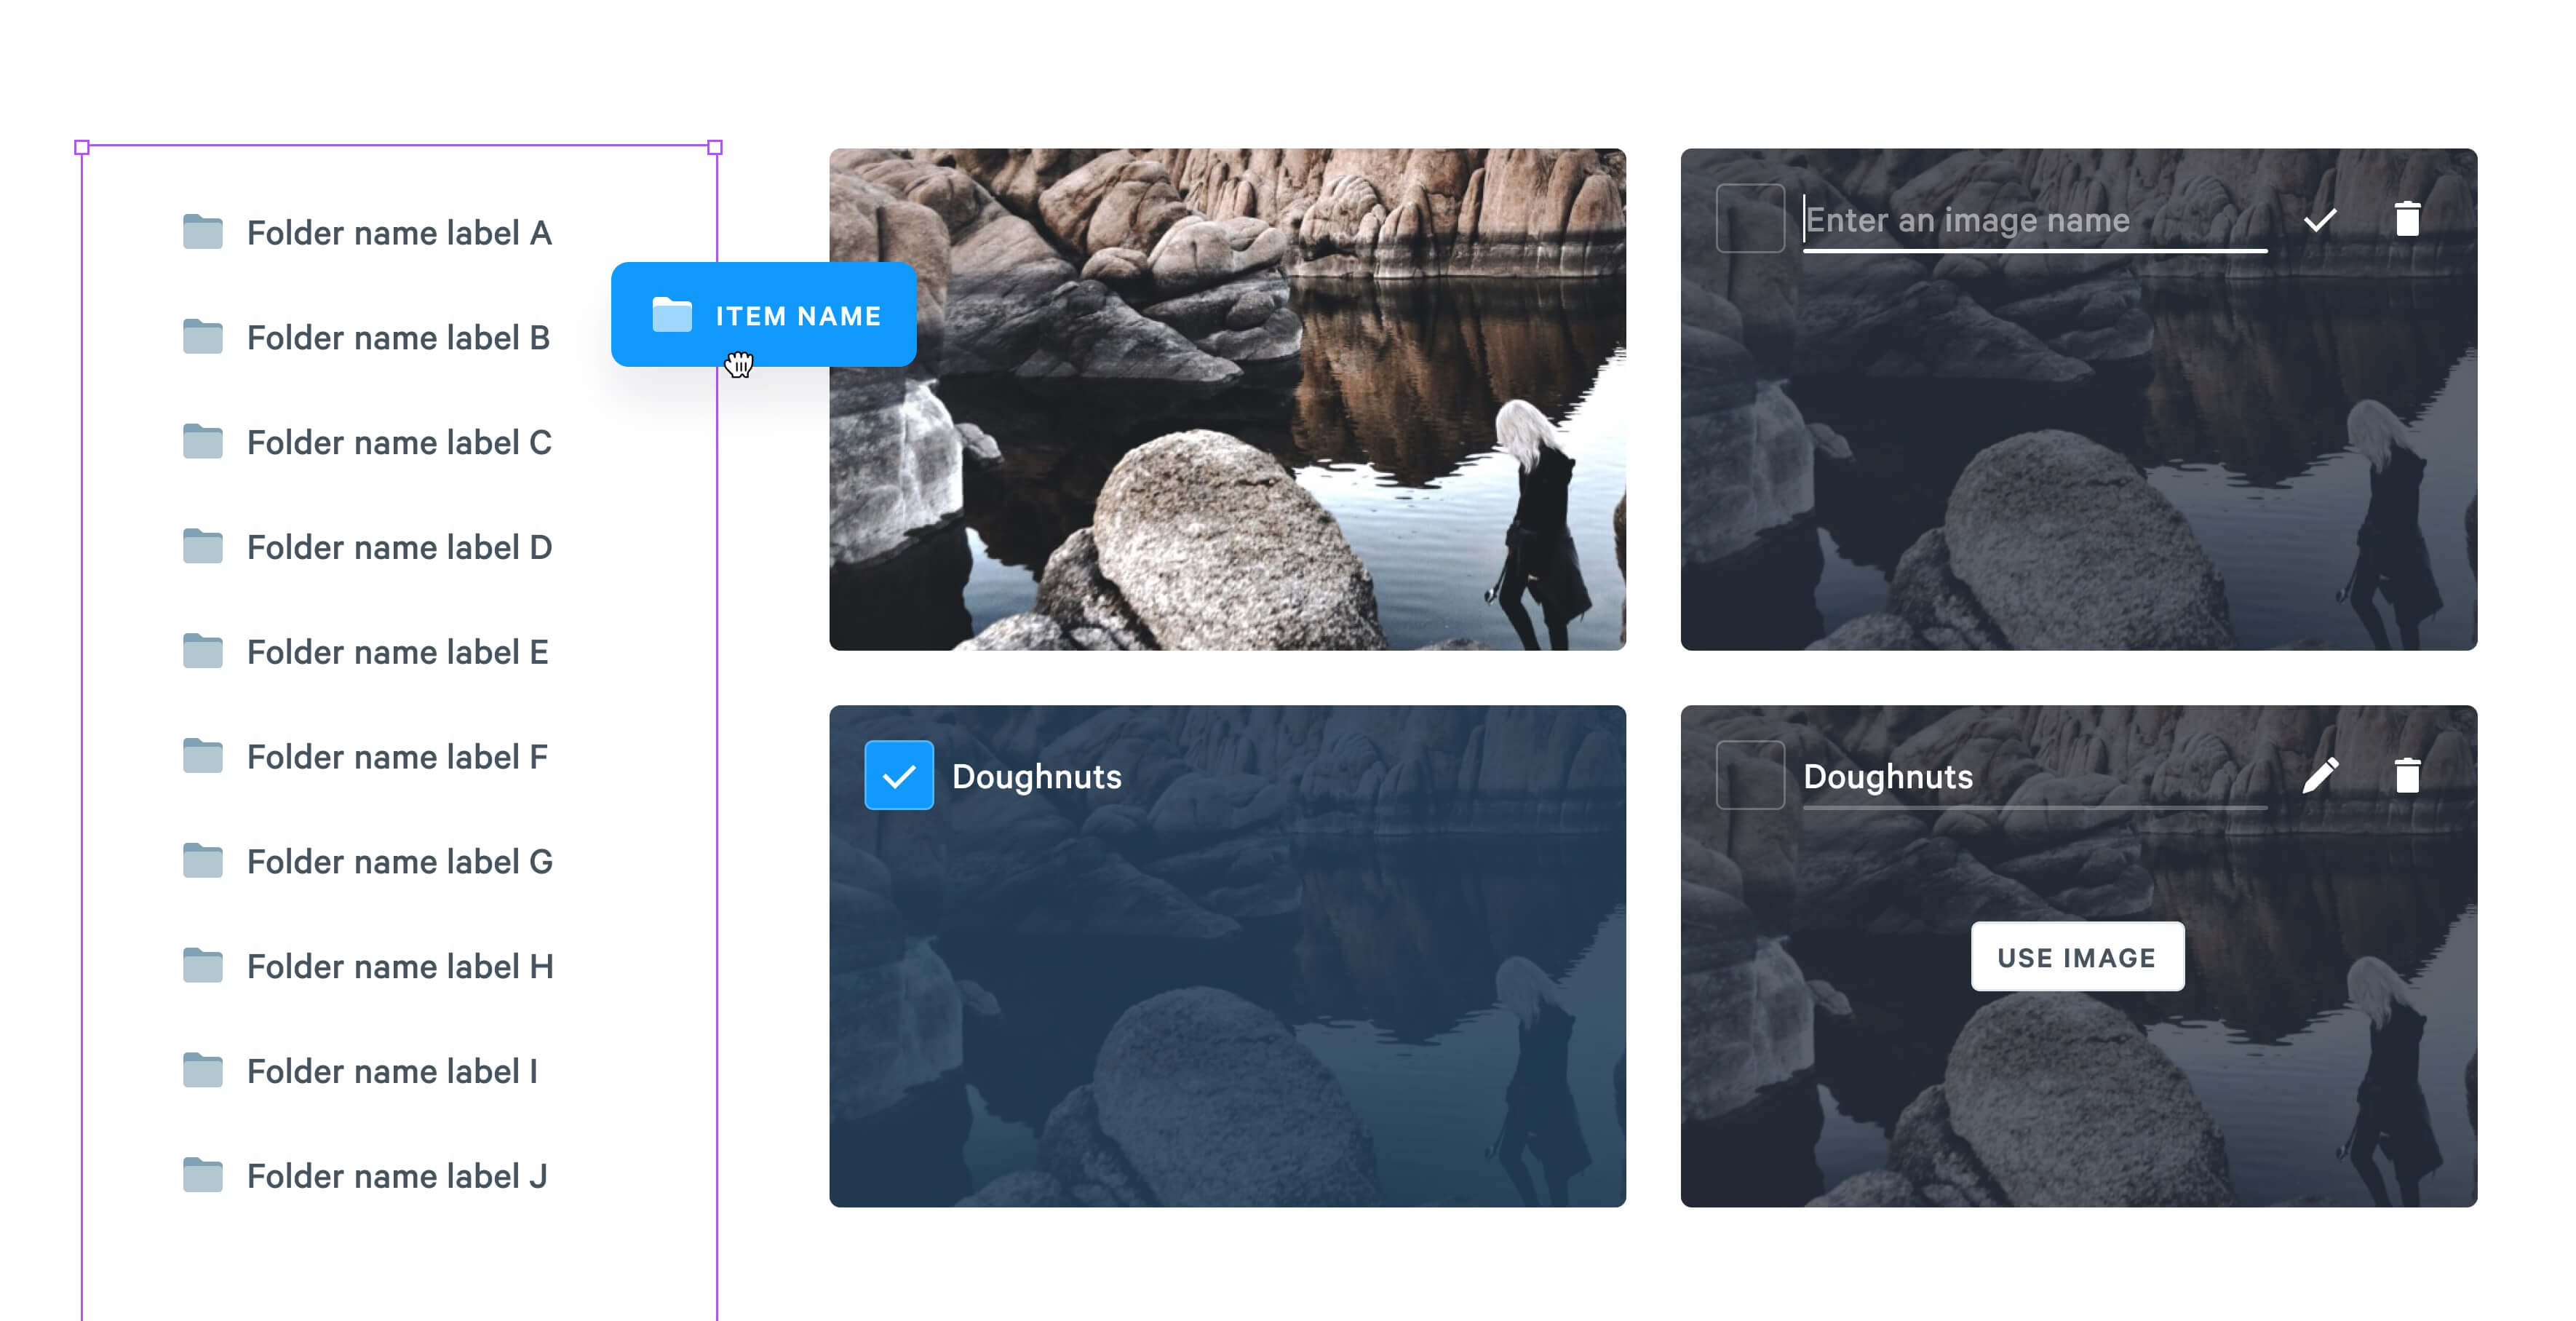 Folder name label A
Folder name label B
Folder name label C
Folder name label D
Folder name label E
Folder name label F
Folder name label G
Folder name label H
Folder name label I
Folder name label J
ITEM NAME
Enter an image name
Doughnuts
Doughnuts
USE IMAGE